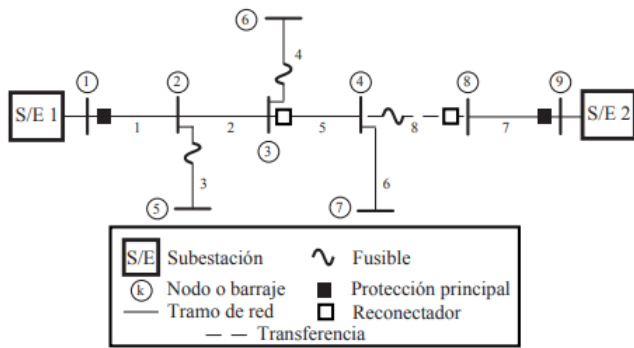 6
4
1
2
4
8
9
S/E 1
S/E 2
1
2
3
5
8
7
3
6
5
7
S/E Subestación
Fusible
k Nodo o barraje
Protección principal
Tramo de red
Reconectador
Transferencia